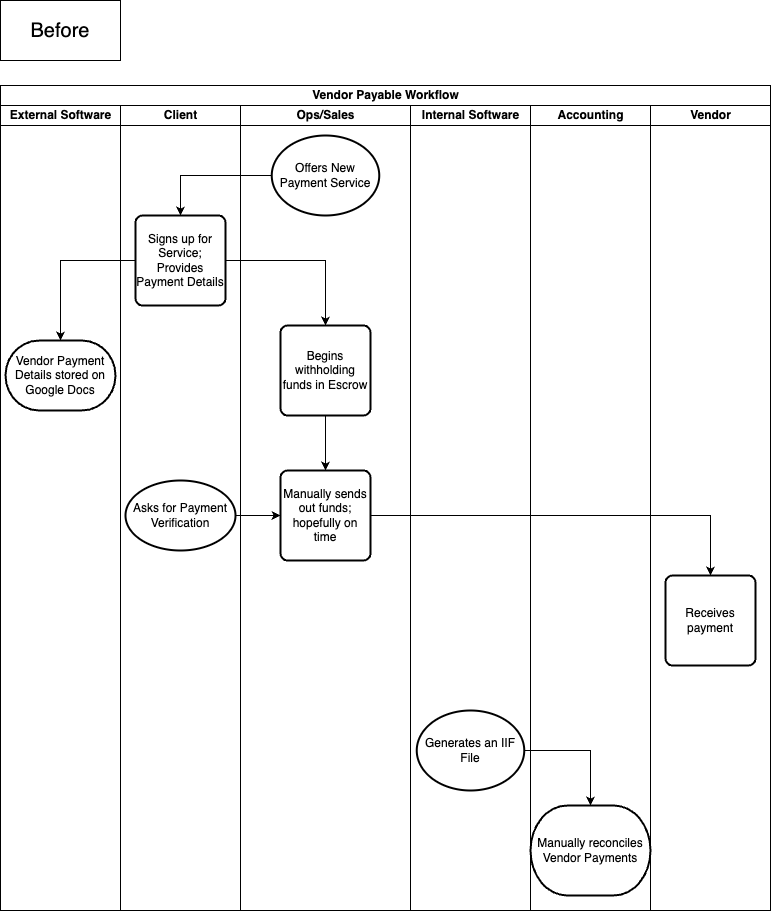 Before
Vendor Payable Workflow
External Software
Client
Ops/Sales
Internal Software
Accounting
Vendor
Offers New
Payment Service
Signs up for
Service;
Provides
Payment Details
Vendor Payment
Details stored on
Google Docs
Begins
withholding
funds in Escrow
Asks for Payment
Verification
Manually sends
out funds;
hopefully on
time
Receives
payment
Generates an IIF
File
Manually reconciles
Vendor Payments